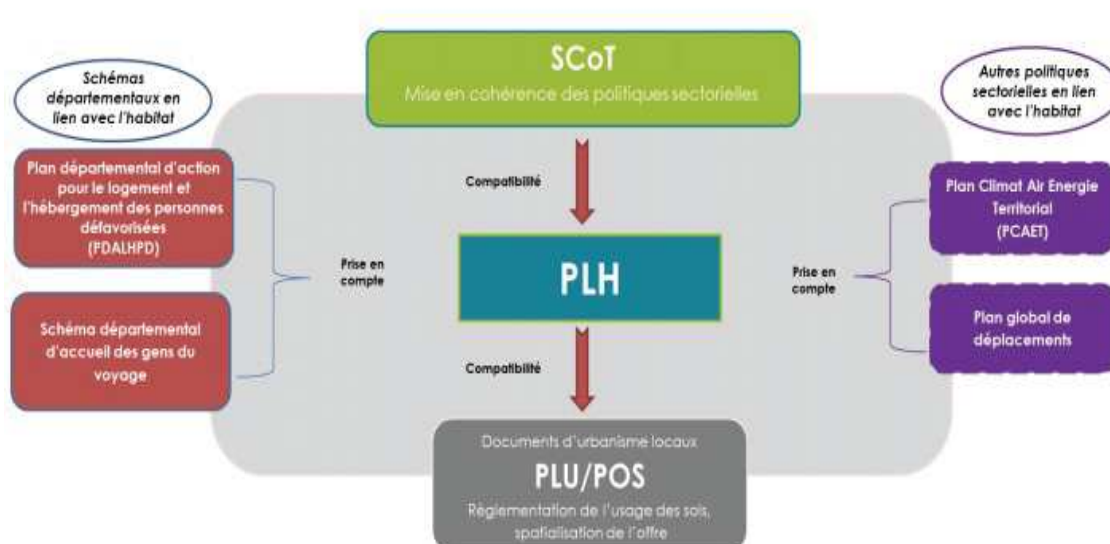 SCoT
Mise en cohérence des politiques sectorielles
Schémas
départementaux en
lien avec l'habitat
Autres politiques
sectorielles en lien
avec l'habitat
Plan départemental d'action
pour le logement et
l'hébergement des personnes
défavorisées
(PDALHPD)
Compatibilité
Plan Climat Air Energie
Territorial
(PCAET)
Prise en
compte
PLH
Prise en
compte
Schéma départemental
d'accueil des gens du
voyage
Plan global de
déplacements
Compatibilité
Documents d'urbanisme locaux
PLU/POS
Règlementation de l'usage des sols,
spatialisation de l'offre